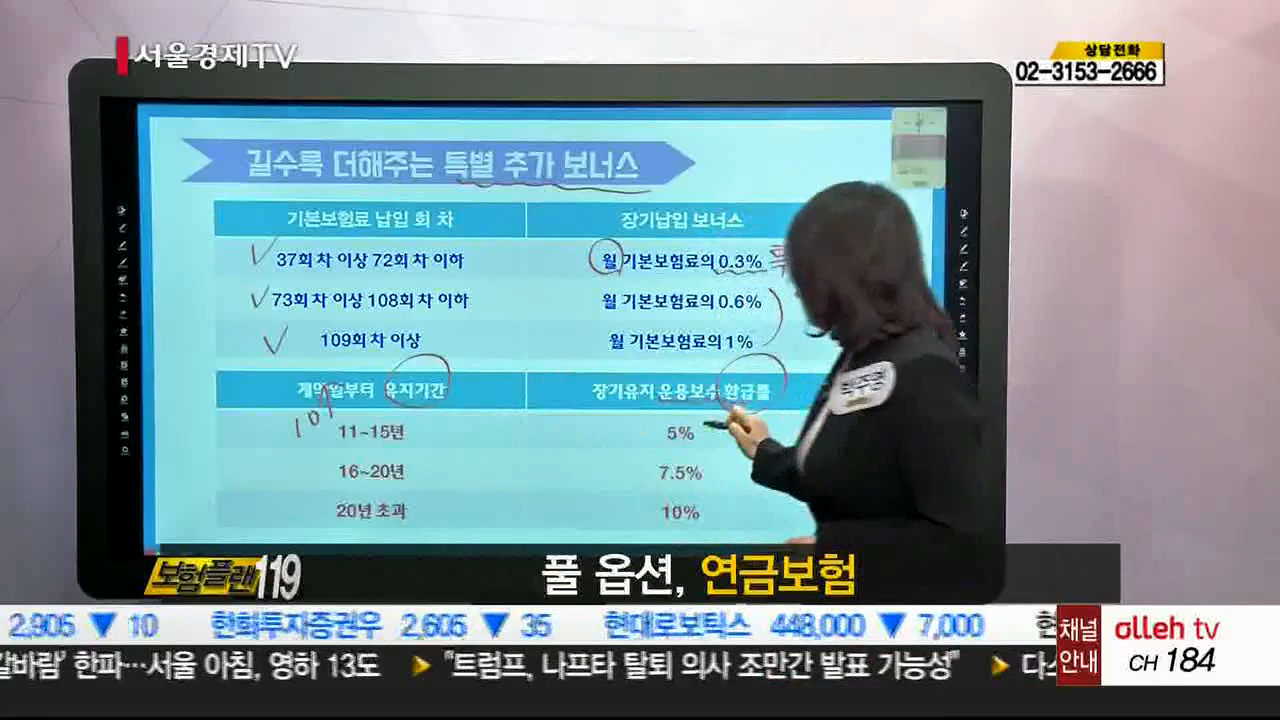 서울경제TV
상담전화
02-3153-2666
길수록 더해주는 특별 추가 보너스
기본보험료 납입 회 차 장기납입 보너스
37회 차 이상 72회 차 이하 월 기본보험료의 0.3%
73회 차 이상 108회 차 이하 월 기본보험료의 0.6%
109회 차 이상 월 기본보험료의 1%
계약일부터 유지기간 장기유지 운용보수 환급률
10↑
11~15년 5%
16~20년 7.5%
20년 초과 10%
보험플랜119
풀 옵션, 연금보험
2,905 ▼ 10 한화투자증권우 2,605 ▼ 35 현대로보틱스 448,000 ▼ 7,000
채널안내
olleh tv
CH 184
칼바람' 한파…서울 아침, 영하 13도 ▶ "트럼프, 나프타 탈퇴 의사 조만간 발표 가능성" ▶